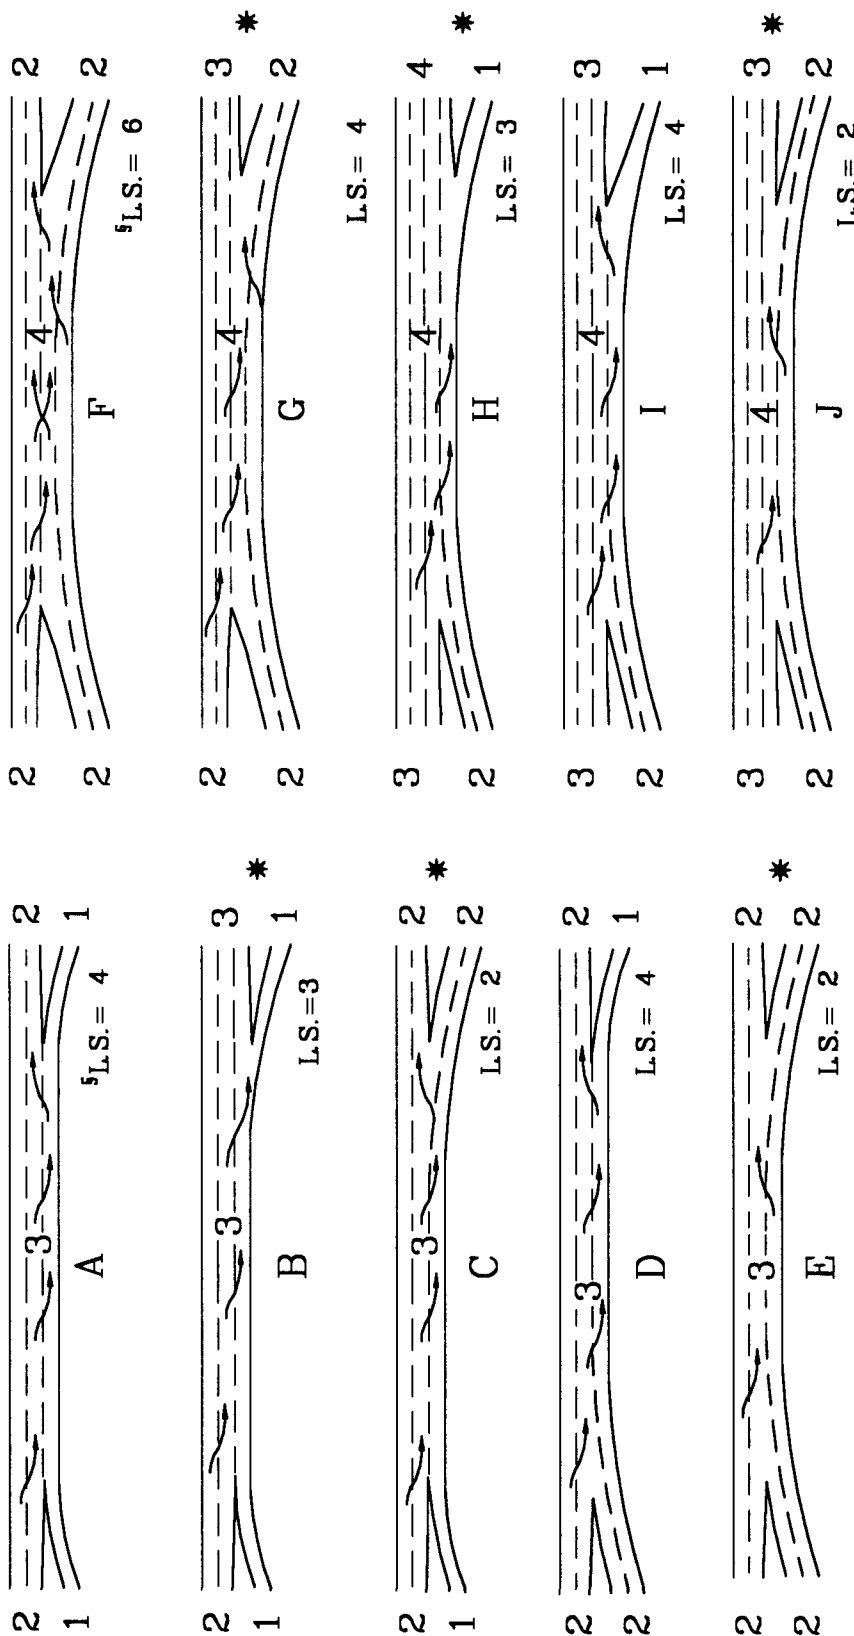 2 3 2 2 4 2
1 1 2 2
A §L.S.= 4 F §L.S.= 6
2 3 3 2 4 3
1 1 * 2 2 *
B L.S.=3 G L.S.= 4
2 3 2 3 4 4
1 2 * 2 1 *
C L.S.= 2 H L.S.= 3
2 3 2 3 4 3
2 1 2 1
D L.S.= 4 I L.S.= 4
2 3 2 3 4 3
2 2 * 2 2 *
E L.S.= 2 J L.S.= 2